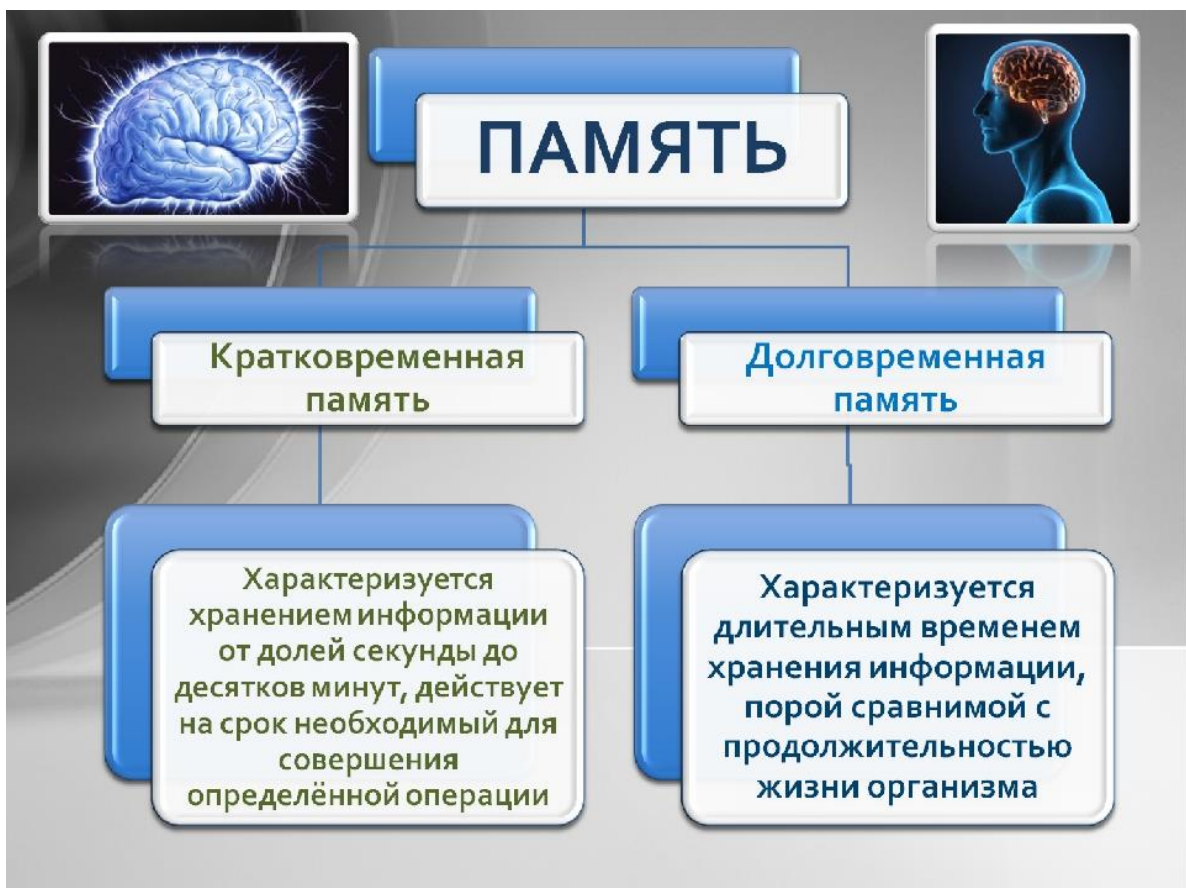 ПАМЯТЬ
Кратковременная
память
Долговременная
память
Характеризуется
хранением информации
от долей секунды до
десятков минут, действует
на срок необходимый для
совершения
определённой операции
Характеризуется
длительным временем
хранения информации,
порой сравнимой с
продолжительностью
жизни организма